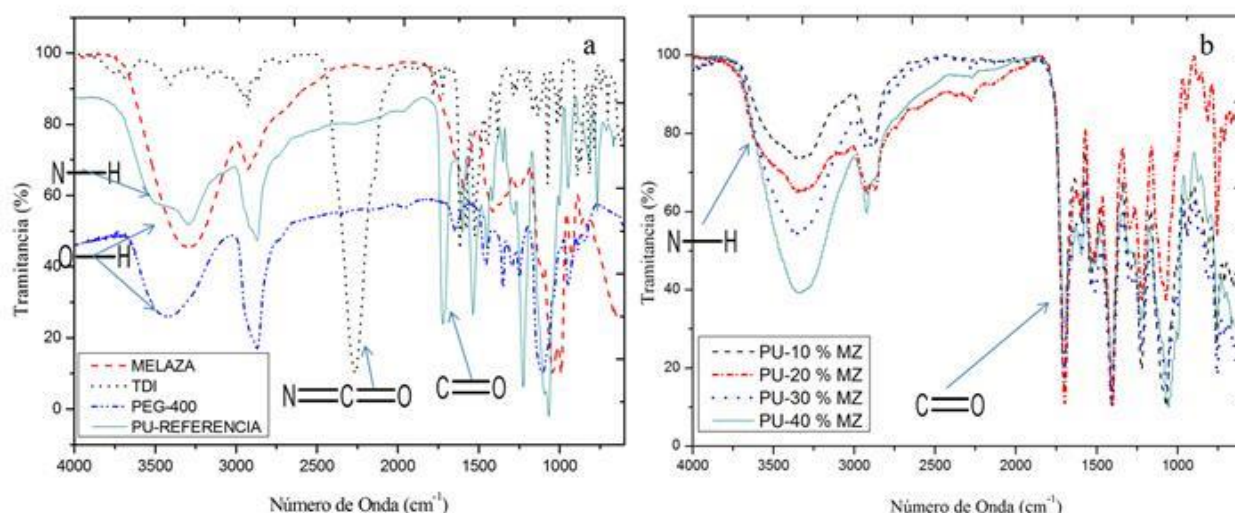 a
100
80
60
40
20
0
Tramitancia (%)
N—H
O—H
N=C=O
C=O
MELAZA
TDI
PEG-400
PU-REFERENCIA
4000 3500 3000 2500 2000 1500 1000
Número de Onda (cm-1)
b
100
80
60
40
20
0
Tramitancia (%)
N—H
C=O
PU-10 % MZ
PU-20 % MZ
PU-30 % MZ
PU-40 % MZ
4000 3500 3000 2500 2000 1500 1000
Número de Onda (cm-1)